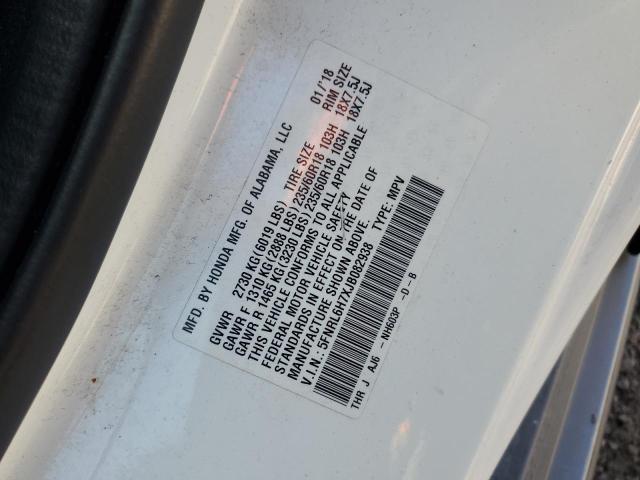 MFD. BY HONDA MFG. OF ALABAMA, LLC 01/'18
GVWR 2730 KG(6019 LBS) TIRE SIZE RIM SIZE
GAWR F 1310 KG(2888 LBS)235/60R18 103H 18X7.5J
GAWR R 1465 KG(3230 LBS)235/60R18 103H 18X7.5J
THIS VEHICLE CONFORMS TO ALL APPLICABLE
FEDERAL MOTOR VEHICLE SAFETY
STANDARDS IN EFFECT ON THE DATE OF
MANUFACTURE SHOWN ABOVE.
V.I.N.: 5FNRL6H7XJB082938 TYPE: MPV
THR J AJ6 -NH603P -D-B